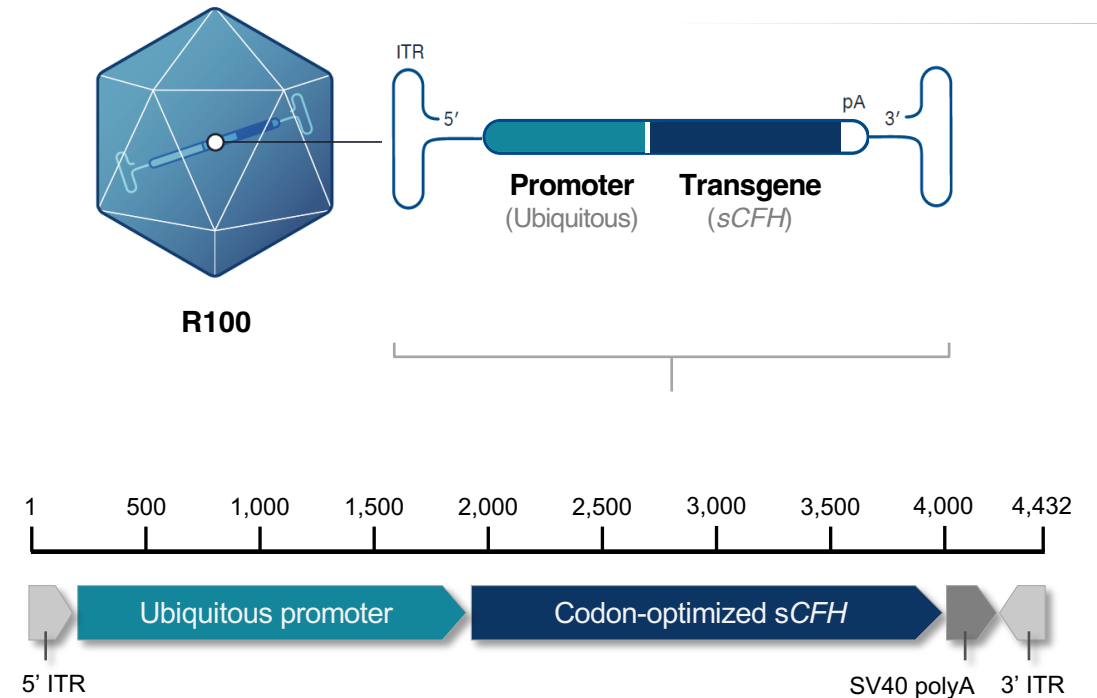 ITR
5′
pA
3′
Promoter
(Ubiquitous)
Transgene
(sCFH)
R100
1 500 1,000 1,500 2,000 2,500 3,000 3,500 4,000 4,432
Ubiquitous promoter
Codon-optimized sCFH
5’ ITR
SV40 polyA
3’ ITR